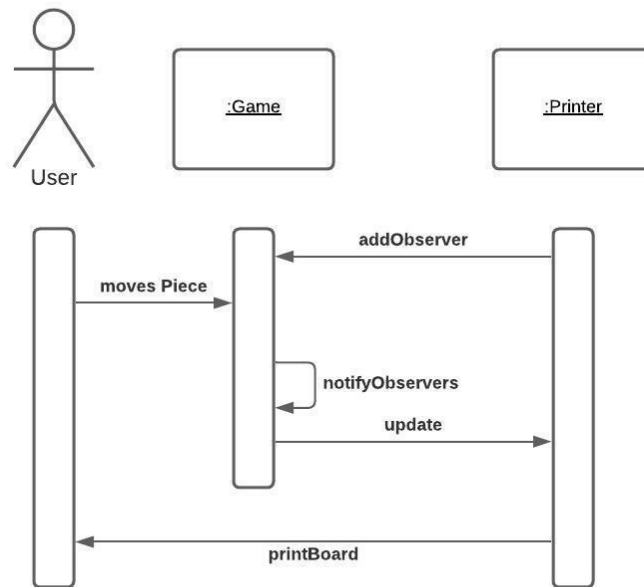 :Game
:Printer
User
addObserver
moves Piece
notifyObservers
update
printBoard